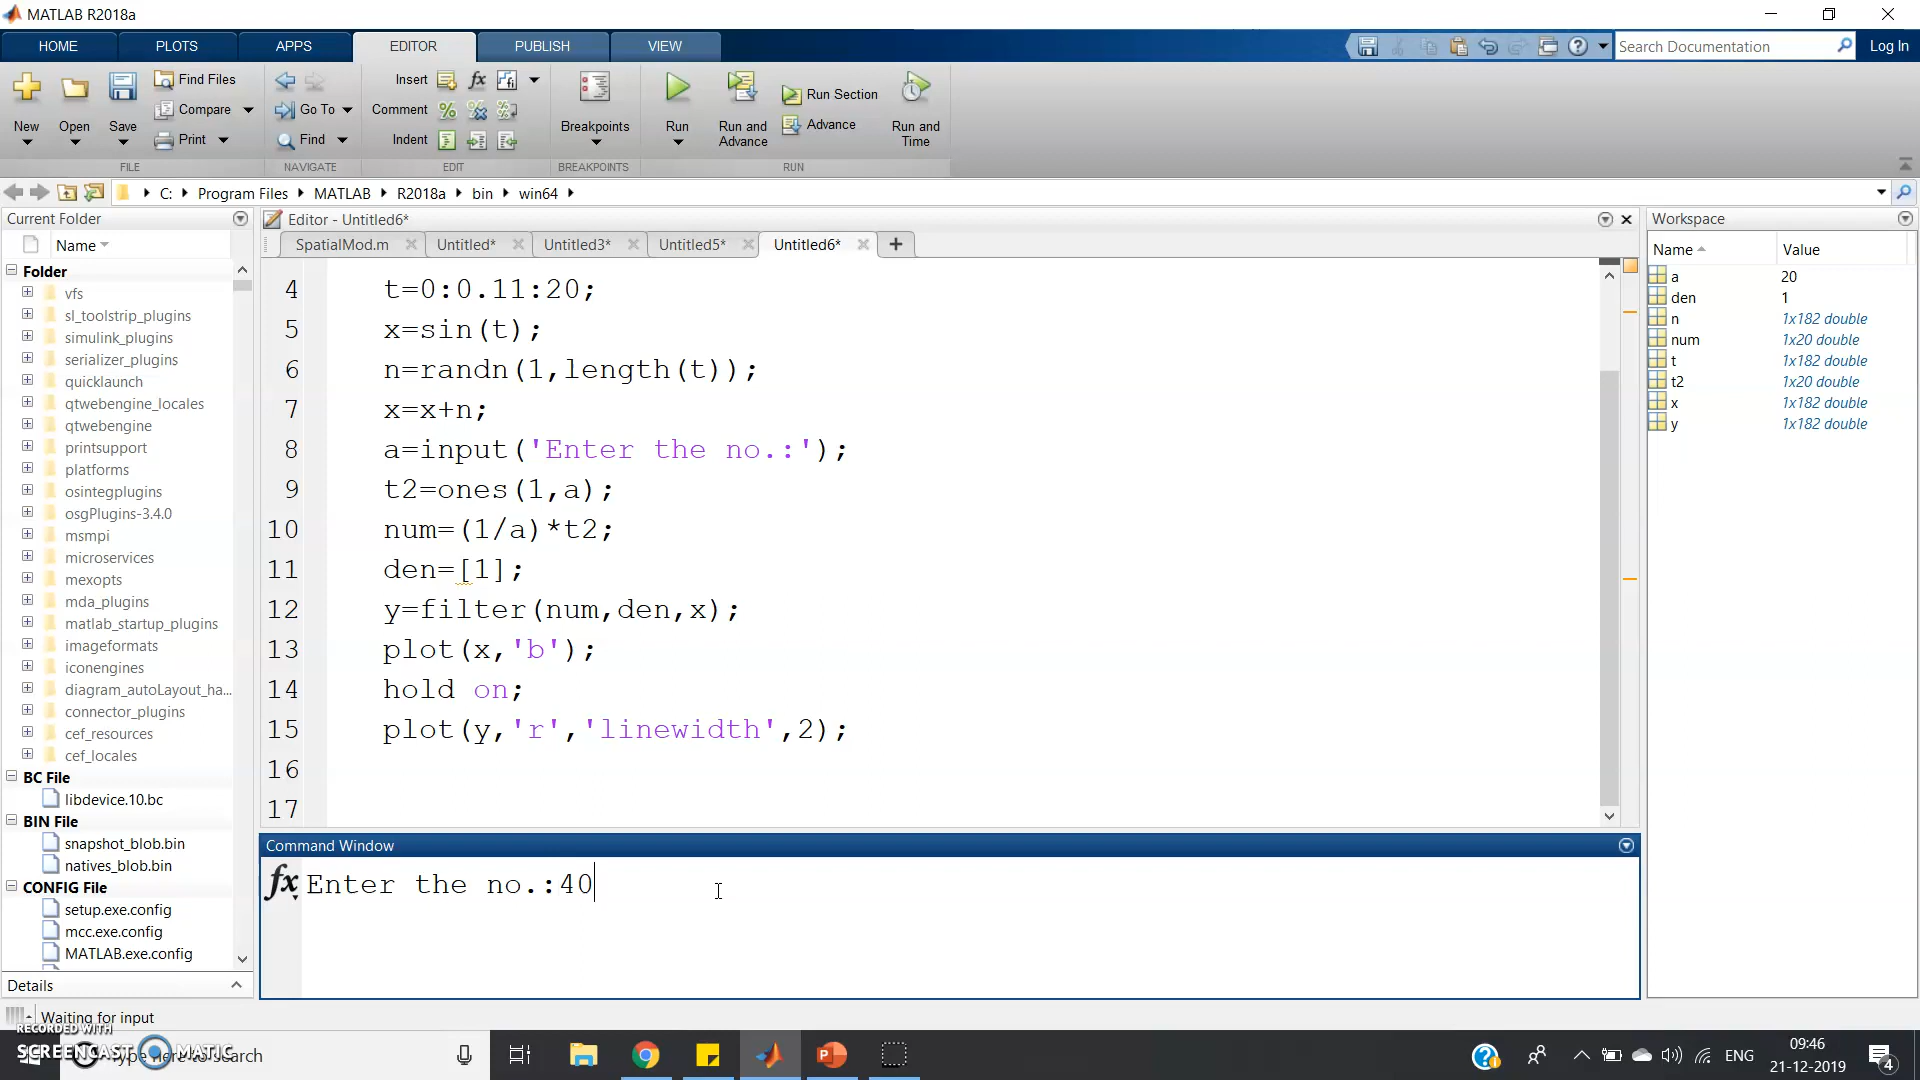 MATLAB R2018a
HOME PLOTS APPS EDITOR PUBLISH VIEW
Search Documentation
Log In
New Open Save
Find Files
Compare
Print
Go To
Find
Insert fx
Comment
Indent
Breakpoints
Run
Run and Advance
Run Section
Advance
Run and Time
FILE NAVIGATE EDIT BREAKPOINTS RUN
C: Program Files MATLAB R2018a bin win64
Current Folder
Name
Folder
vfs
sl_toolstrip_plugins
simulink_plugins
serializer_plugins
quicklaunch
qtwebengine_locales
qtwebengine
printsupport
platforms
osintegplugins
osgPlugins-3.4.0
msmpi
microservices
mexopts
mda_plugins
matlab_startup_plugins
imageformats
iconengines
diagram_autoLayout_ha...
connector_plugins
cef_resources
cef_locales
BC File
libdevice.10.bc
BIN File
snapshot_blob.bin
natives_blob.bin
CONFIG File
setup.exe.config
mcc.exe.config
MATLAB.exe.config
Details
Editor - Untitled6*
SpatialMod.m Untitled* Untitled3* Untitled5* Untitled6*
4 t=0:0.11:20;
5 x=sin(t);
6 n=randn(1,length(t));
7 x=x+n;
8 a=input('Enter the no.:');
9 t2=ones(1,a);
10 num=(1/a)*t2;
11 den=[1];
12 y=filter(num,den,x);
13 plot(x,'b');
14 hold on;
15 plot(y,'r','linewidth',2);
16
17
Command Window
fx Enter the no.:40
Workspace
Name Value
a 20
den 1
n 1x182 double
num 1x20 double
t 1x182 double
t2 1x20 double
x 1x182 double
y 1x182 double
Waiting for input
RECORDED WITH
SCREENCAST MATIC
Type here to search
ENG
09:46
21-12-2019
4